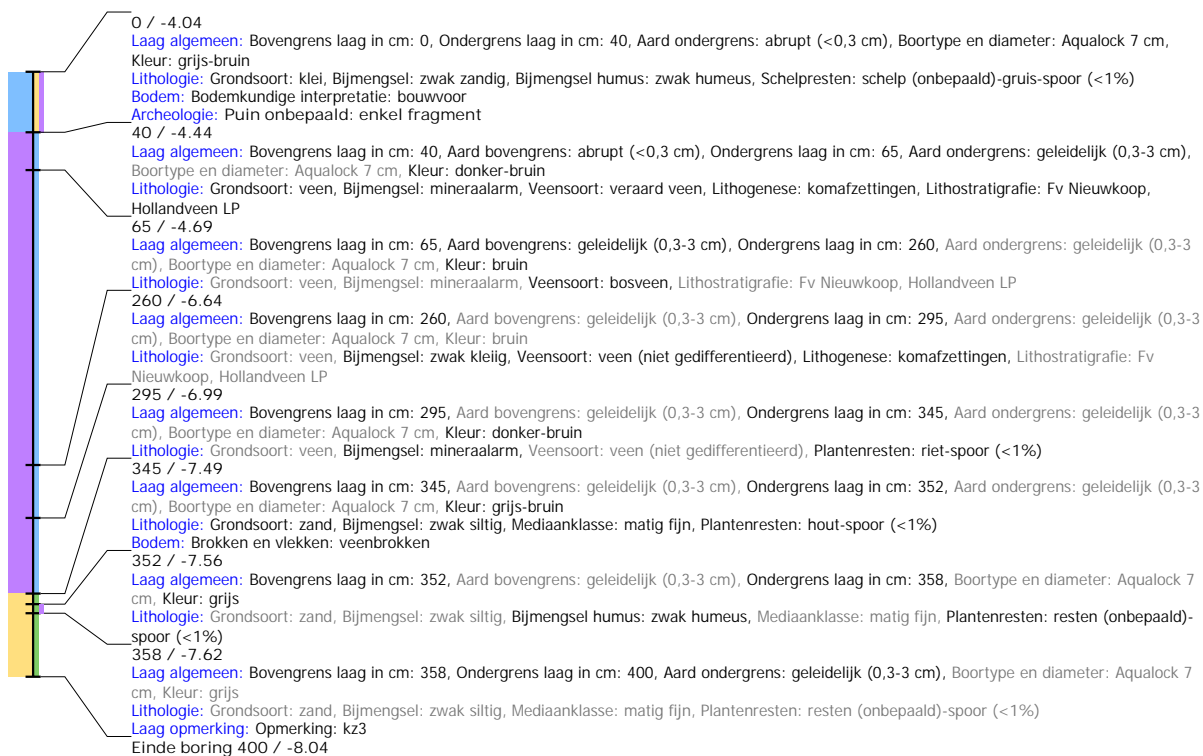 0 / -4.04
Laag algemeen: Bovengrens laag in cm: 0, Ondergrens laag in cm: 40, Aard ondergrens: abrupt (<0,3 cm), Boortype en diameter: Aqualock 7 cm,
Kleur: grijs-bruin
Lithologie: Grondsoort: klei, Bijmengsel: zwak zandig, Bijmengsel humus: zwak humeus, Schelpresten: schelp (onbepaald)-gruis-spoor (<1%)
Bodem: Bodemkundige interpretatie: bouwvoor
Archeologie: Puin onbepaald: enkel fragment
40 / -4.44
Laag algemeen: Bovengrens laag in cm: 40, Aard bovengrens: abrupt (<0,3 cm), Ondergrens laag in cm: 65, Aard ondergrens: geleidelijk (0,3-3 cm),
Boortype en diameter: Aqualock 7 cm, Kleur: donker-bruin
Lithologie: Grondsoort: veen, Bijmengsel: mineraalarm, Veensoort: veraard veen, Lithogenese: komafzettingen, Lithostratigrafie: Fv Nieuwkoop,
Hollandveen LP
65 / -4.69
Laag algemeen: Bovengrens laag in cm: 65, Aard bovengrens: geleidelijk (0,3-3 cm), Ondergrens laag in cm: 260, Aard ondergrens: geleidelijk (0,3-3
cm), Boortype en diameter: Aqualock 7 cm, Kleur: bruin
Lithologie: Grondsoort: veen, Bijmengsel: mineraalarm, Veensoort: bosveen, Lithostratigrafie: Fv Nieuwkoop, Hollandveen LP
260 / -6.64
Laag algemeen: Bovengrens laag in cm: 260, Aard bovengrens: geleidelijk (0,3-3 cm), Ondergrens laag in cm: 295, Aard ondergrens: geleidelijk (0,3-3
cm), Boortype en diameter: Aqualock 7 cm, Kleur: bruin
Lithologie: Grondsoort: veen, Bijmengsel: zwak kleiig, Veensoort: veen (niet gedifferentieerd), Lithogenese: komafzettingen, Lithostratigrafie: Fv
Nieuwkoop, Hollandveen LP
295 / -6.99
Laag algemeen: Bovengrens laag in cm: 295, Aard bovengrens: geleidelijk (0,3-3 cm), Ondergrens laag in cm: 345, Aard ondergrens: geleidelijk (0,3-3
cm), Boortype en diameter: Aqualock 7 cm, Kleur: donker-bruin
Lithologie: Grondsoort: veen, Bijmengsel: mineraalarm, Veensoort: veen (niet gedifferentieerd), Plantenresten: riet-spoor (<1%)
345 / -7.49
Laag algemeen: Bovengrens laag in cm: 345, Aard bovengrens: geleidelijk (0,3-3 cm), Ondergrens laag in cm: 352, Aard ondergrens: geleidelijk (0,3-3
cm), Boortype en diameter: Aqualock 7 cm, Kleur: grijs-bruin
Lithologie: Grondsoort: zand, Bijmengsel: zwak siltig, Mediaanklasse: matig fijn, Plantenresten: hout-spoor (<1%)
Bodem: Brokken en vlekken: veenbrokken
352 / -7.56
Laag algemeen: Bovengrens laag in cm: 352, Aard bovengrens: geleidelijk (0,3-3 cm), Ondergrens laag in cm: 358, Boortype en diameter: Aqualock 7
cm, Kleur: grijs
Lithologie: Grondsoort: zand, Bijmengsel: zwak siltig, Bijmengsel humus: zwak humeus, Mediaanklasse: matig fijn, Plantenresten: resten (onbepaald)-
spoor (<1%)
358 / -7.62
Laag algemeen: Bovengrens laag in cm: 358, Ondergrens laag in cm: 400, Aard ondergrens: geleidelijk (0,3-3 cm), Boortype en diameter: Aqualock 7
cm, Kleur: grijs
Lithologie: Grondsoort: zand, Bijmengsel: zwak siltig, Mediaanklasse: matig fijn, Plantenresten: resten (onbepaald)-spoor (<1%)
Laag opmerking: Opmerking: kz3
Einde boring 400 / -8.04